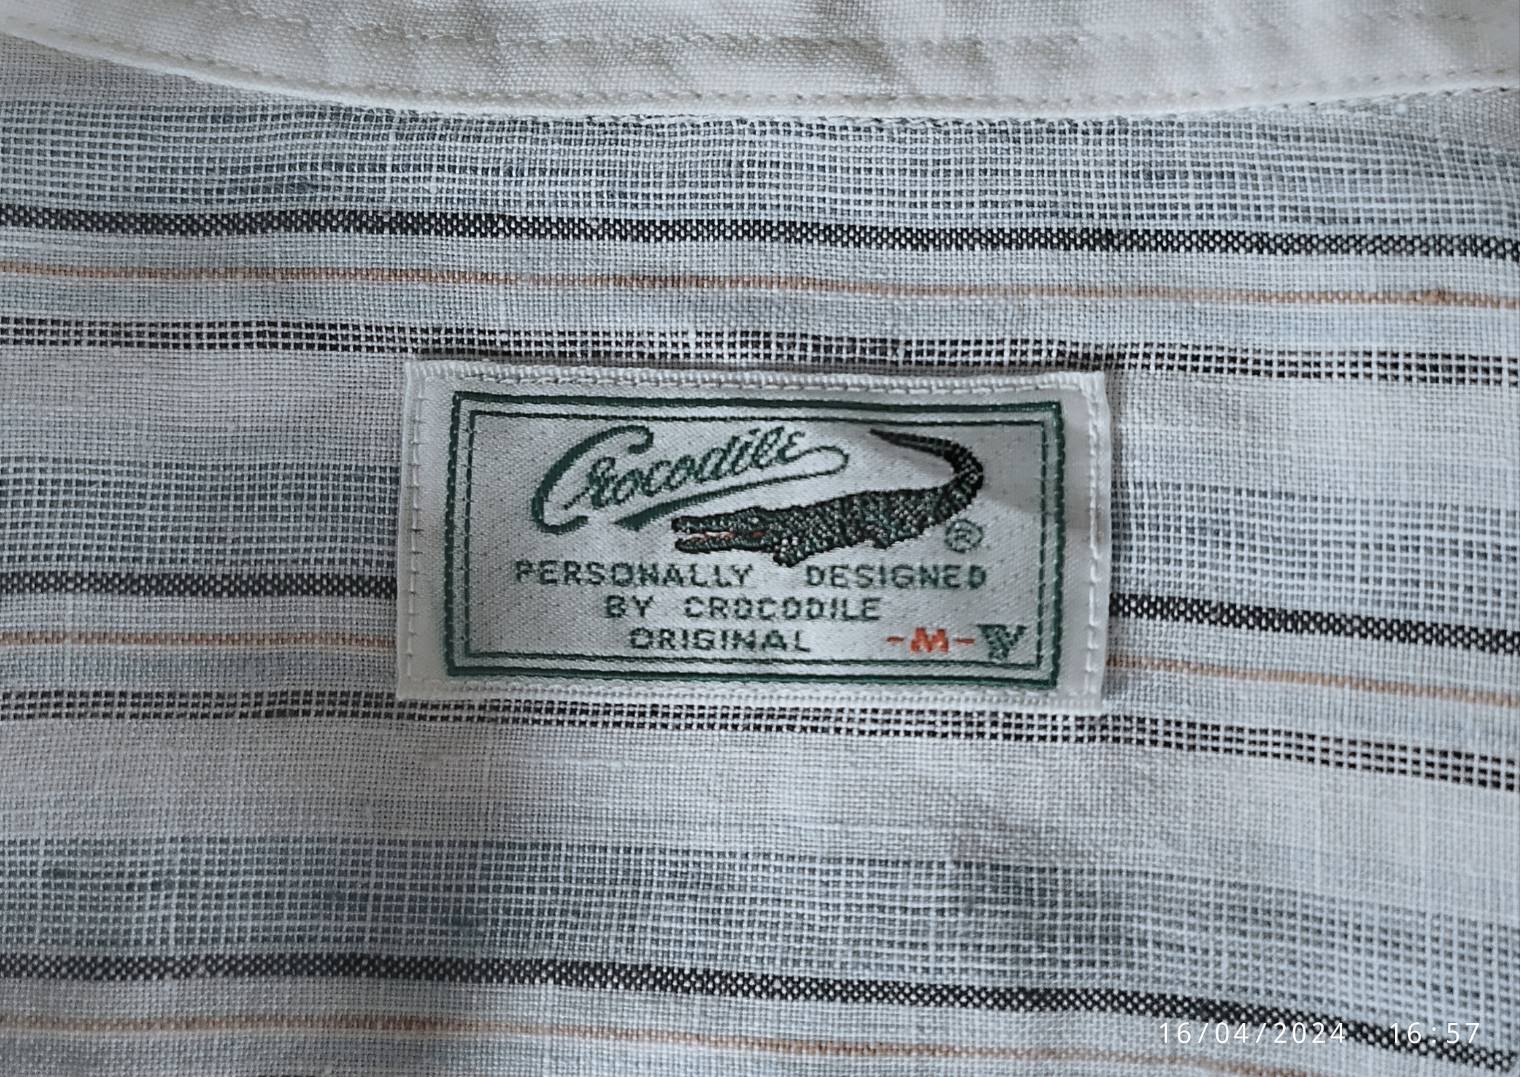 Crocodile
®
PERSONALLY DESIGNED
BY CROCODILE
ORIGINAL -M-
16/04/2024 16:57